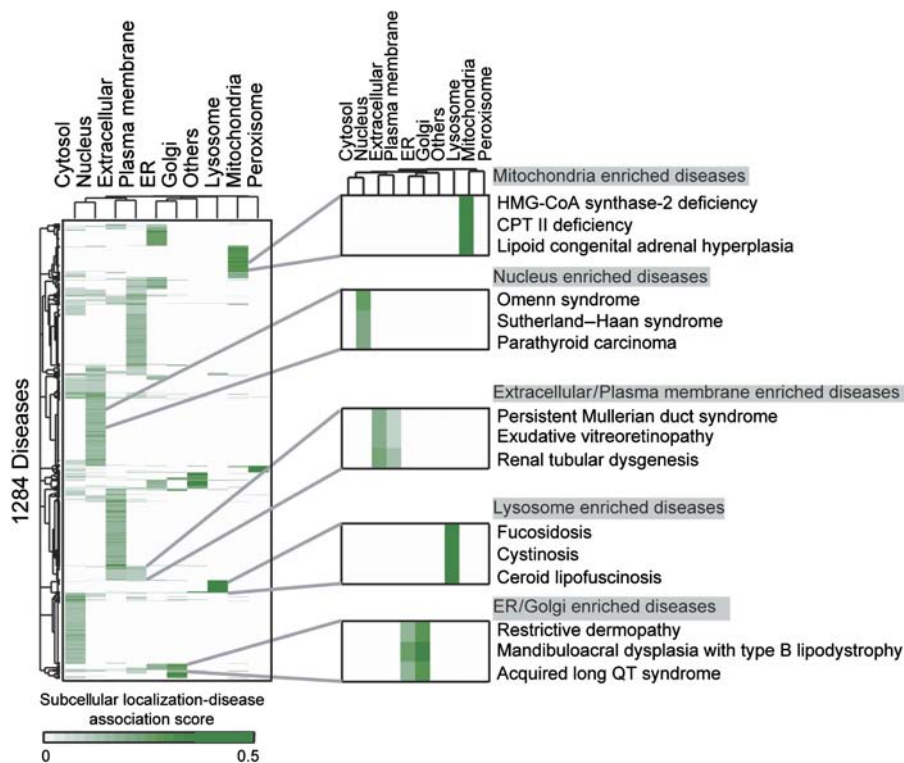 Cytosol
Nucleus
Extracellular
Plasma membrane
ER
Golgi
Others
Lysosome
Mitochondria
Peroxisome
1284 Diseases
Subcellular localization-disease
association score
0
0.5
Cytosol
Nucleus
Extracellular
Plasma membrane
ER
Golgi
Others
Lysosome
Mitochondria
Peroxisome
Mitochondria enriched diseases
HMG-CoA synthase-2 deficiency
CPT II deficiency
Lipoid congenital adrenal hyperplasia
Nucleus enriched diseases
Omenn syndrome
Sutherland–Haan syndrome
Parathyroid carcinoma
Extracellular/Plasma membrane enriched diseases
Persistent Mullerian duct syndrome
Exudative vitreoretinopathy
Renal tubular dysgenesis
Lysosome enriched diseases
Fucosidosis
Cystinosis
Ceroid lipofuscinosis
ER/Golgi enriched diseases
Restrictive dermopathy
Mandibuloacral dysplasia with type B lipodystrophy
Acquired long QT syndrome